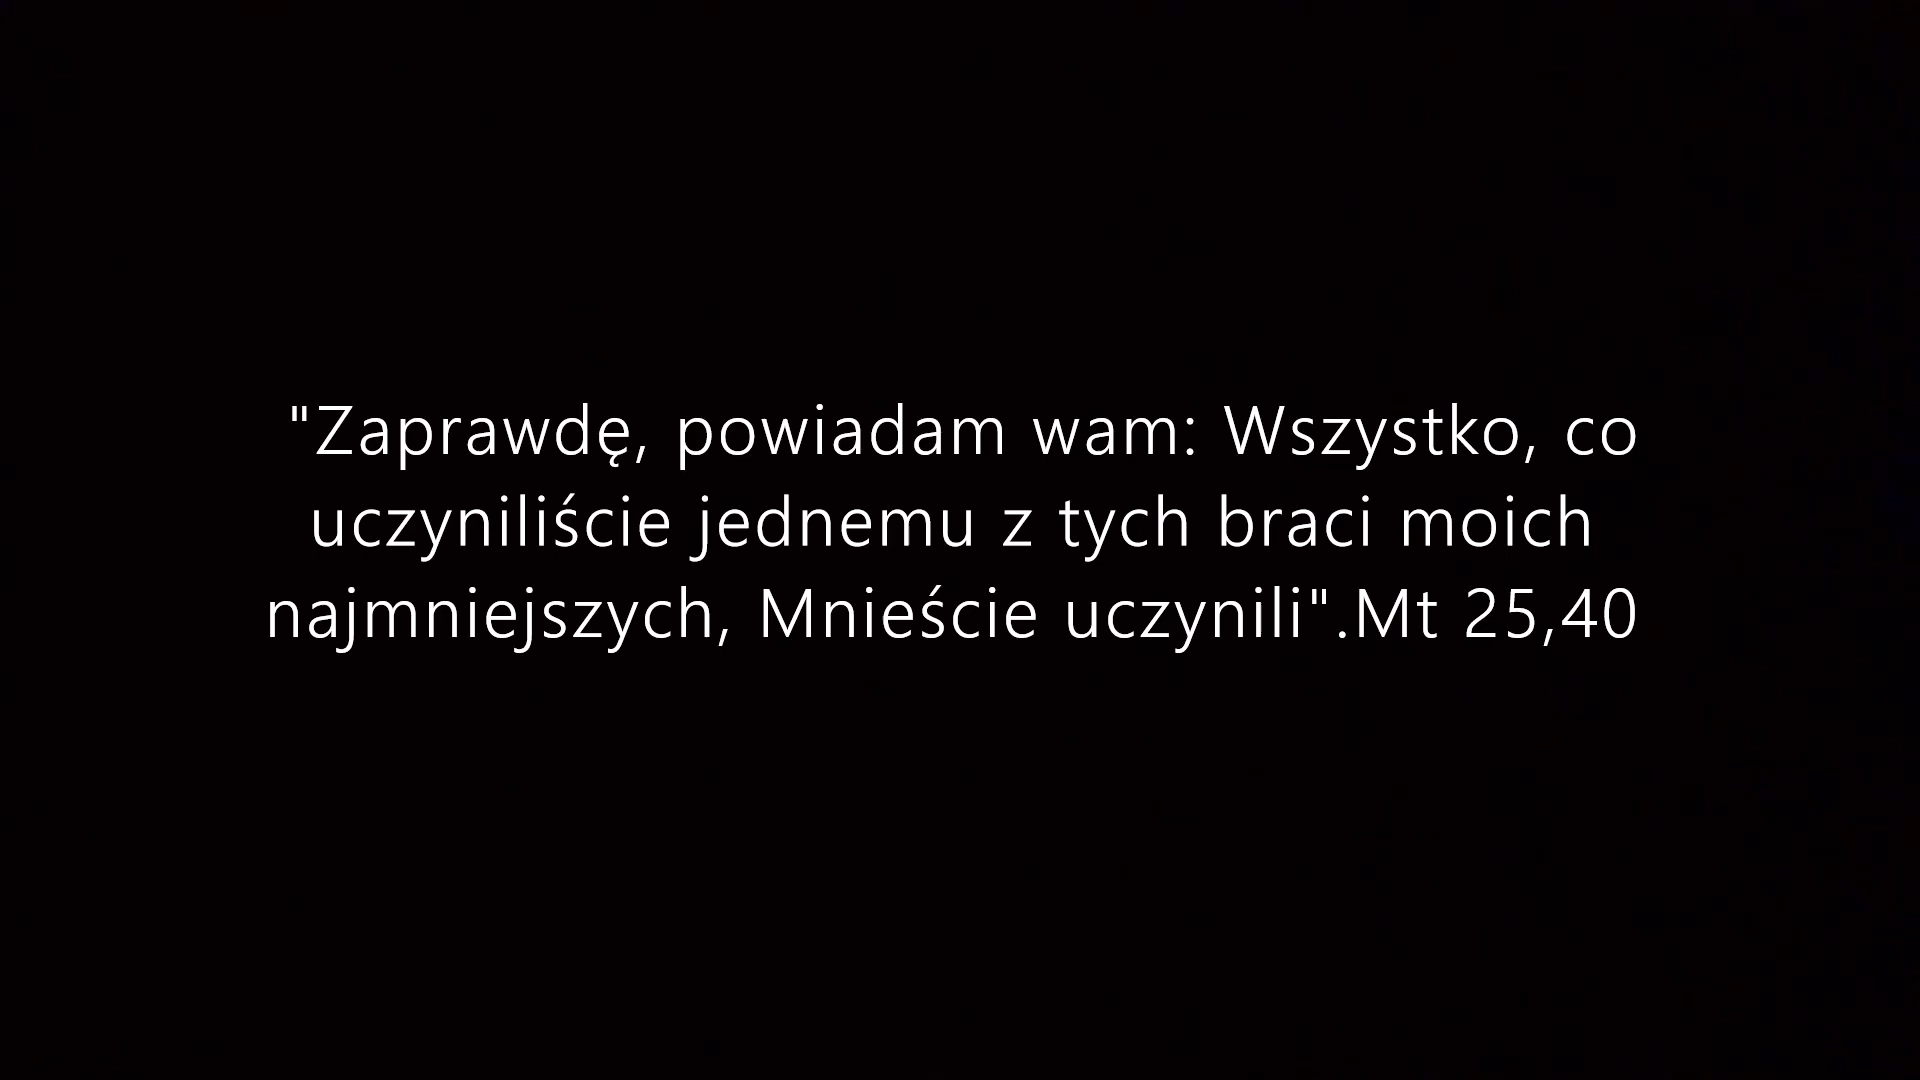 "Zaprawdę, powiadam wam: Wszystko, co
uczyniliście jednemu z tych braci moich
najmniejszych, Mnieście uczynili".Mt 25,40